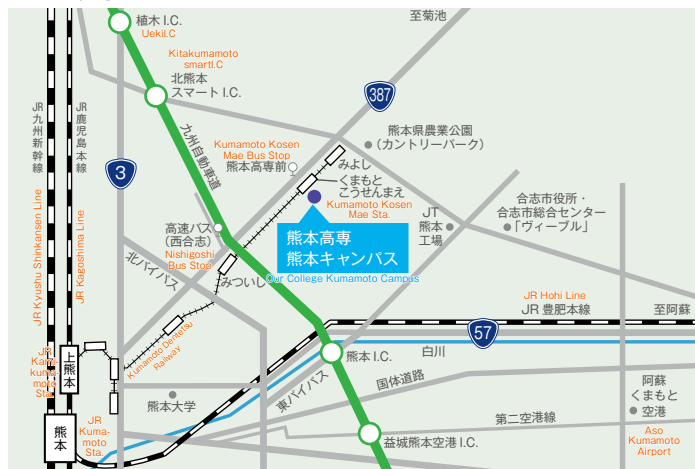 植木 I.C.
UekiI.C
至菊池
Kitakumamoto
smartI.C
北熊本
スマート I.C.
387
JR九州新幹線
JR鹿児島本線
九州自動車道
Kumamoto Kosen
Mae Bus Stop
熊本高専前
みよし
熊本県農業公園
(カントリーパーク)
3
くまもと
こうせんまえ
Kumamoto Kosen
Mae Sta.
JT
熊本
工場
合志市役所・
合志市総合センター
「ヴィーブル」
高速バス
(西合志)
Nishigoshi
Bus Stop
熊本高専
熊本キャンパス
Our College Kumamoto Campus
JR Kyushu Shinkansen Line
JR Kagoshima Line
北バイパス
みついし
JR Hohi Line
JR 豊肥本線
至阿蘇
57
Kumamoto Dentetsu
Railway
白川
JR
Kami-
kuma-
moto
Sta.
上熊本
熊本 I.C.
国体道路
東バイパス
熊本大学
阿蘇
くまもと
空港
JR
Kuma-
moto
Sta.
熊本
第二空港線
益城熊本空港 I.C.
Aso
Kumamoto
Airport